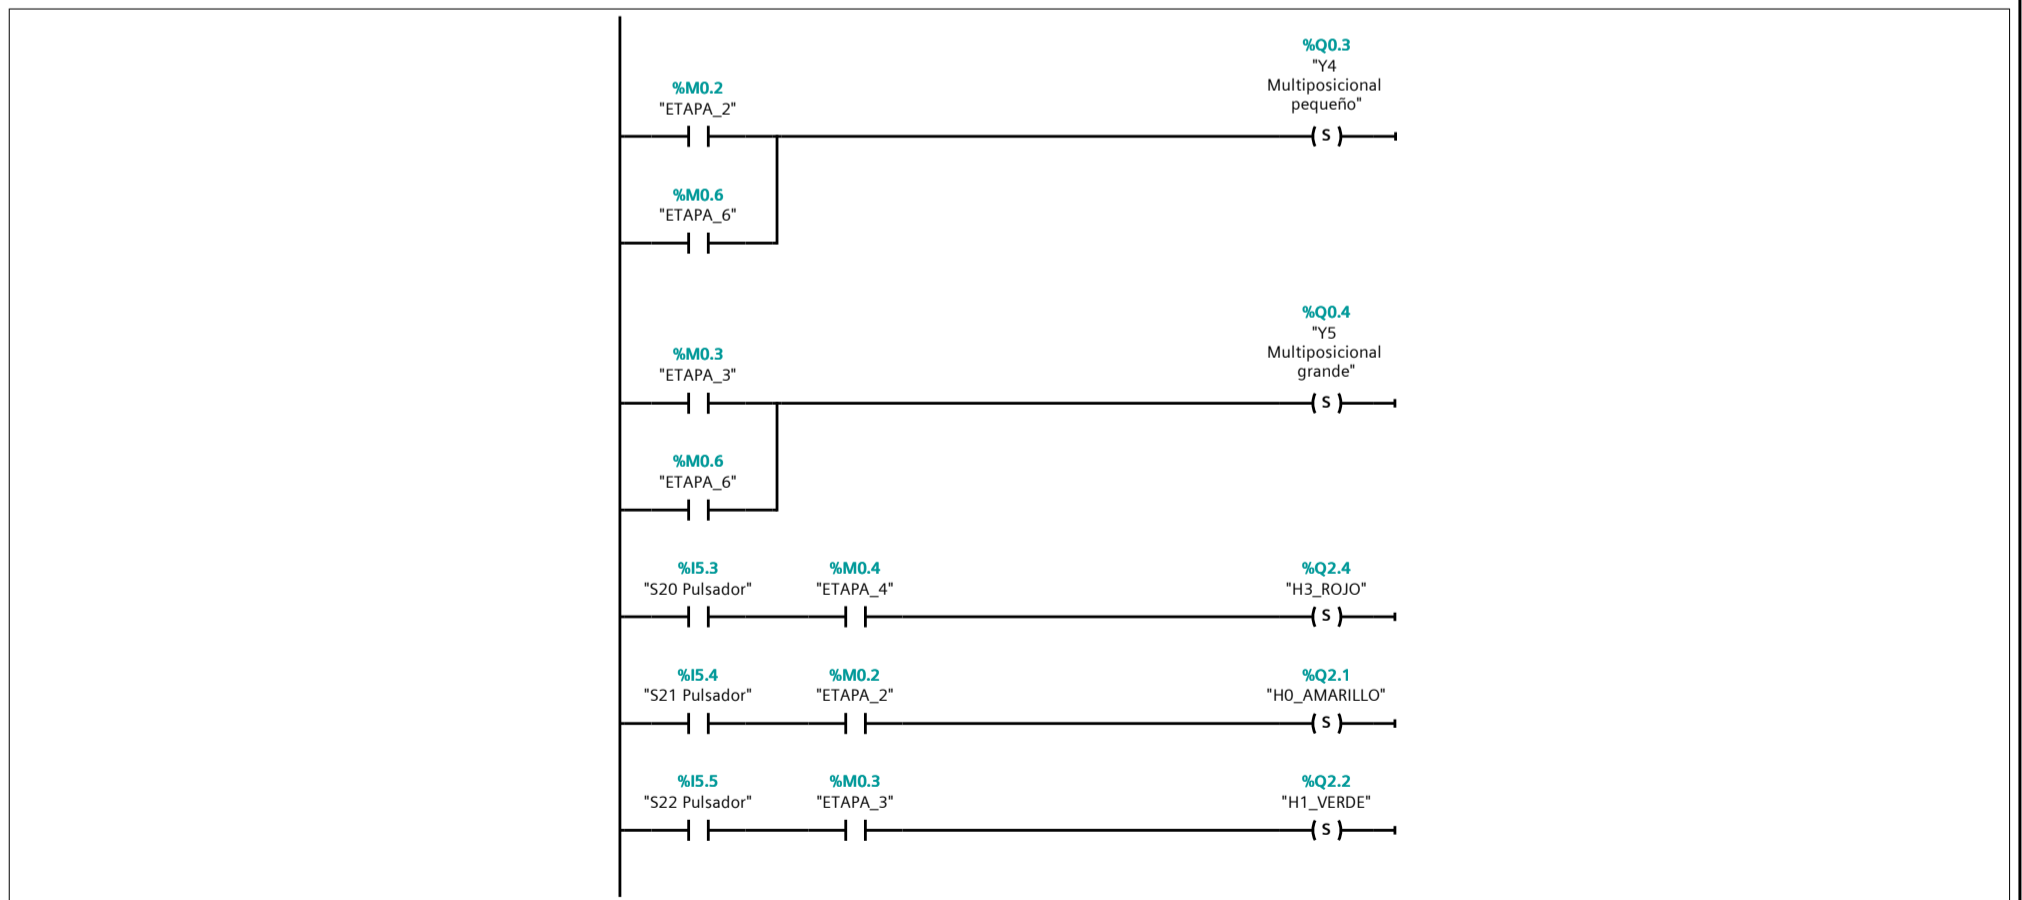 %Q0.3
"Y4
Multiposicional
pequeño"
%M0.2
"ETAPA_2"
( S )
%M0.6
"ETAPA_6"
%Q0.4
"Y5
Multiposicional
grande"
%M0.3
"ETAPA_3"
( S )
%M0.6
"ETAPA_6"
%I5.3 %M0.4 %Q2.4
"S20 Pulsador" "ETAPA_4" "H3_ROJO"
( S )
%I5.4 %M0.2 %Q2.1
"S21 Pulsador" "ETAPA_2" "H0_AMARILLO"
( S )
%I5.5 %M0.3 %Q2.2
"S22 Pulsador" "ETAPA_3" "H1_VERDE"
( S )